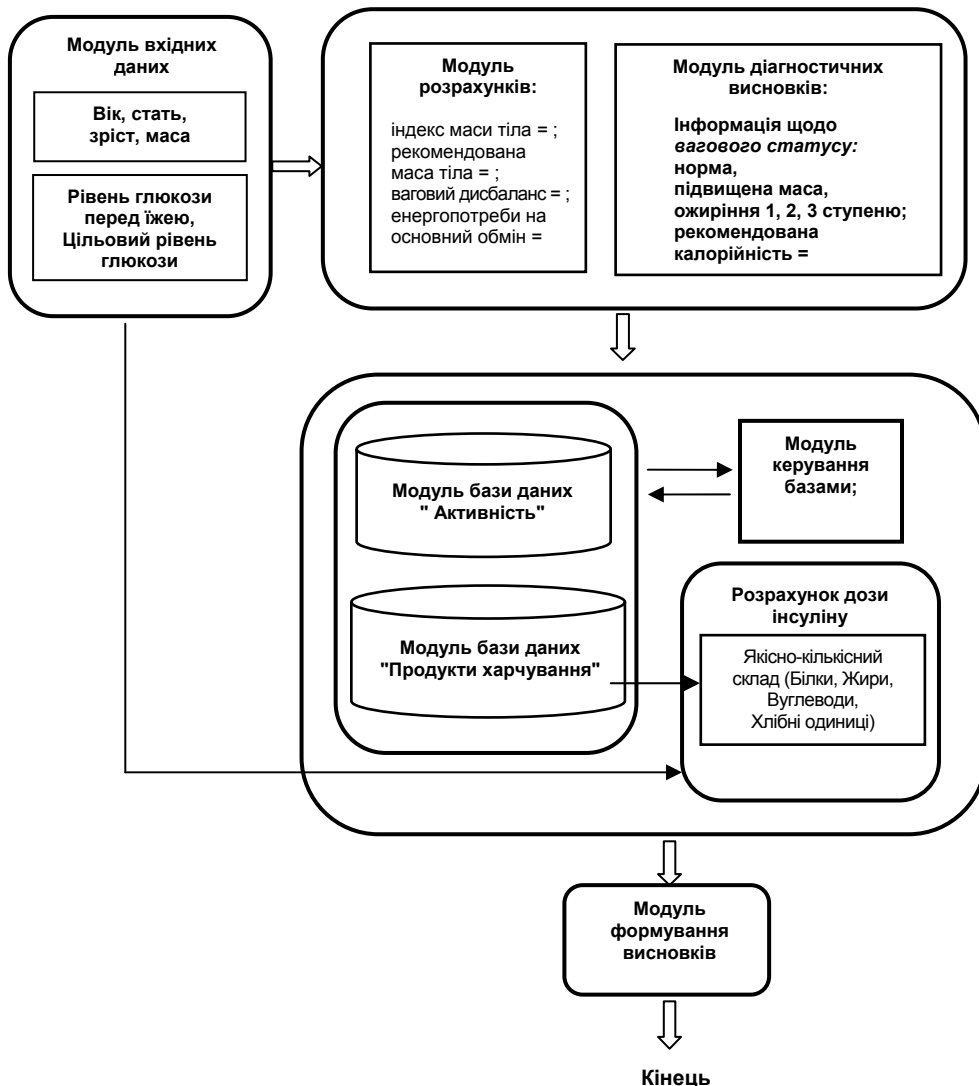 Модуль вхідних
даних
Вік, стать,
зріст, маса
Рівень глюкози
перед їжею,
Цільовий рівень
глюкози
Модуль
розрахунків:
індекс маси тіла = ;
рекомендована
маса тіла = ;
ваговий дисбаланс = ;
енергопотреби на
основний обмін =
Модуль діагностичних
висновків:
Інформація щодо
вагового статусу:
норма,
підвищена маса,
ожиріння 1, 2, 3 ступеню;
рекомендована
калорійність =
Модуль бази даних
" Активність"
Модуль
керування
базами;
Модуль бази даних
"Продукти харчування"
Розрахунок дози
інсуліну
Якісно-кількісний
склад (Білки, Жири,
Вуглеводи,
Хлібні одиниці)
Модуль
формування
висновків
Кінець